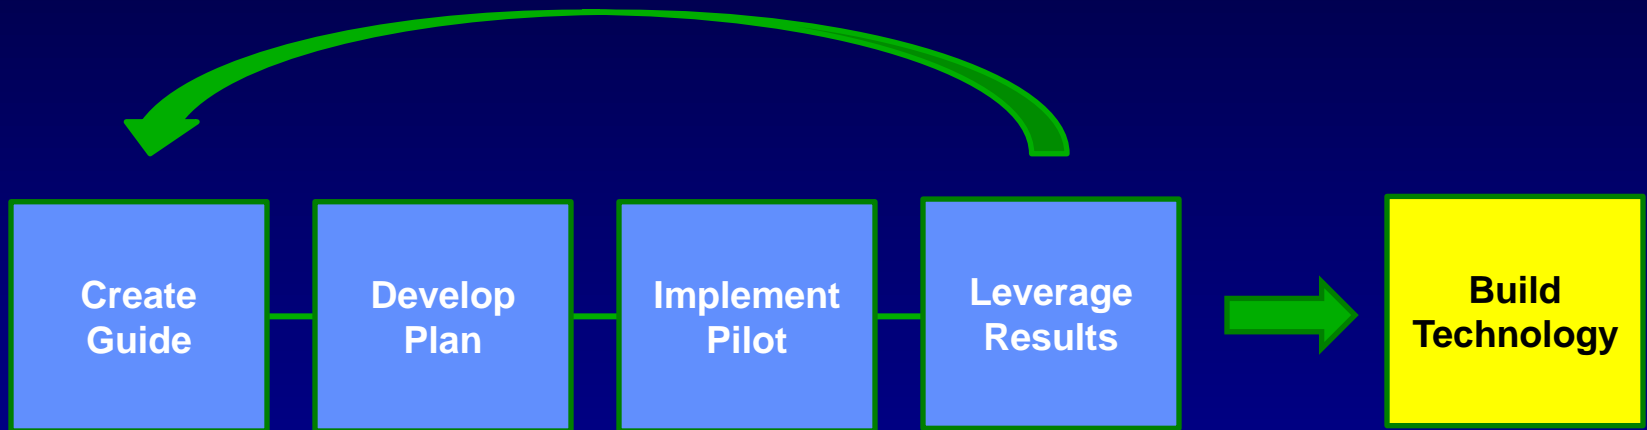 Create
Guide
Develop
Plan
Implement
Pilot
Leverage
Results
Build
Technology